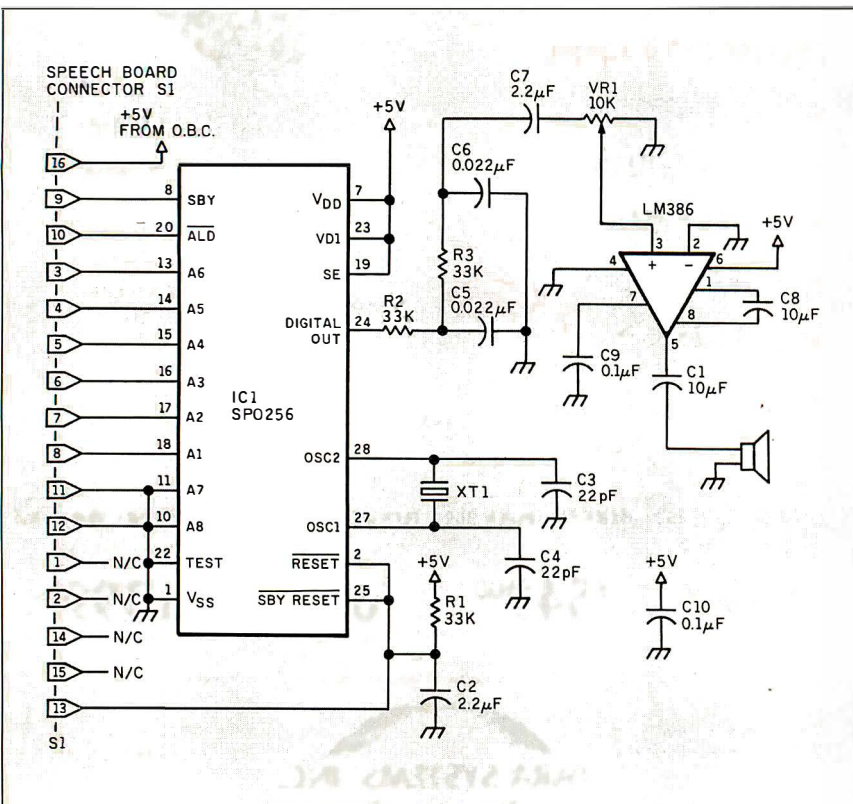 SPEECH BOARD
CONNECTOR S1
+5V
FROM O.B.C.
16
9
10
3
4
5
6
7
8
11
12
1
2
14
15
13
S1
N/C
N/C
N/C
N/C
8
20
13
14
15
16
17
18
11
10
22
1
SBY
ALD
A6
A5
A4
A3
A2
A1
A7
A8
TEST
VSS
IC1
SPO256
VDD
VD1
SE
DIGITAL
OUT
OSC2
OSC1
RESET
SBY RESET
7
23
19
24
28
27
2
25
+5V
C7
2.2µF
VR1
10K
C6
0.022µF
R3
33K
R2
33K
C5
0.022µF
LM386
+5V
3
2
6
4
+
-
1
7
8
5
C8
10µF
C9
0.1µF
C1
10µF
XT1
C3
22pF
C4
22pF
+5V
R1
33K
C2
2.2µF
+5V
C10
0.1µF